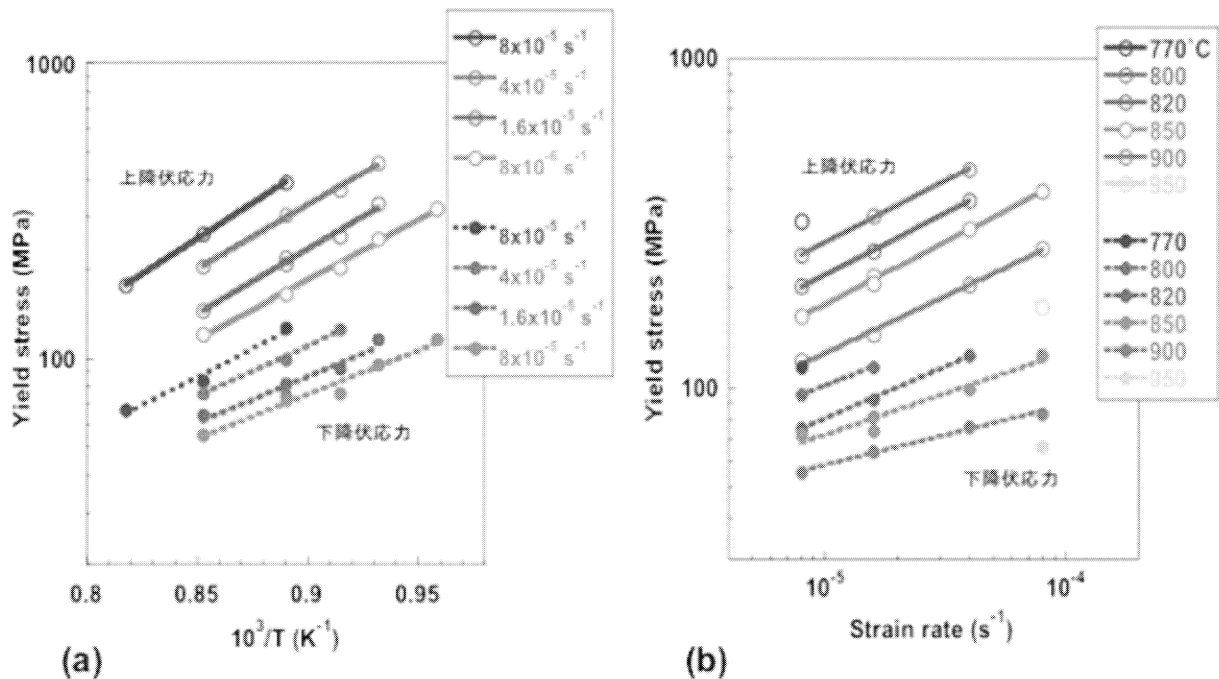 8x10⁻⁵ s⁻¹
4x10⁻⁵ s⁻¹
1.6x10⁻⁵ s⁻¹
8x10⁻⁶ s⁻¹
8x10⁻⁵ s⁻¹
4x10⁻⁵ s⁻¹
1.6x10⁻⁵ s⁻¹
8x10⁻⁵ s⁻¹
1000
100
Yield stress (MPa)
上降伏応力
下降伏応力
0.8
0.85
0.9
0.95
10³/T (K⁻¹)
(a)
770°C
800
820
850
900
950
770
800
820
850
900
950
1000
100
Yield stress (MPa)
上降伏応力
下降伏応力
10⁻⁵
10⁻⁴
Strain rate (s⁻¹)
(b)